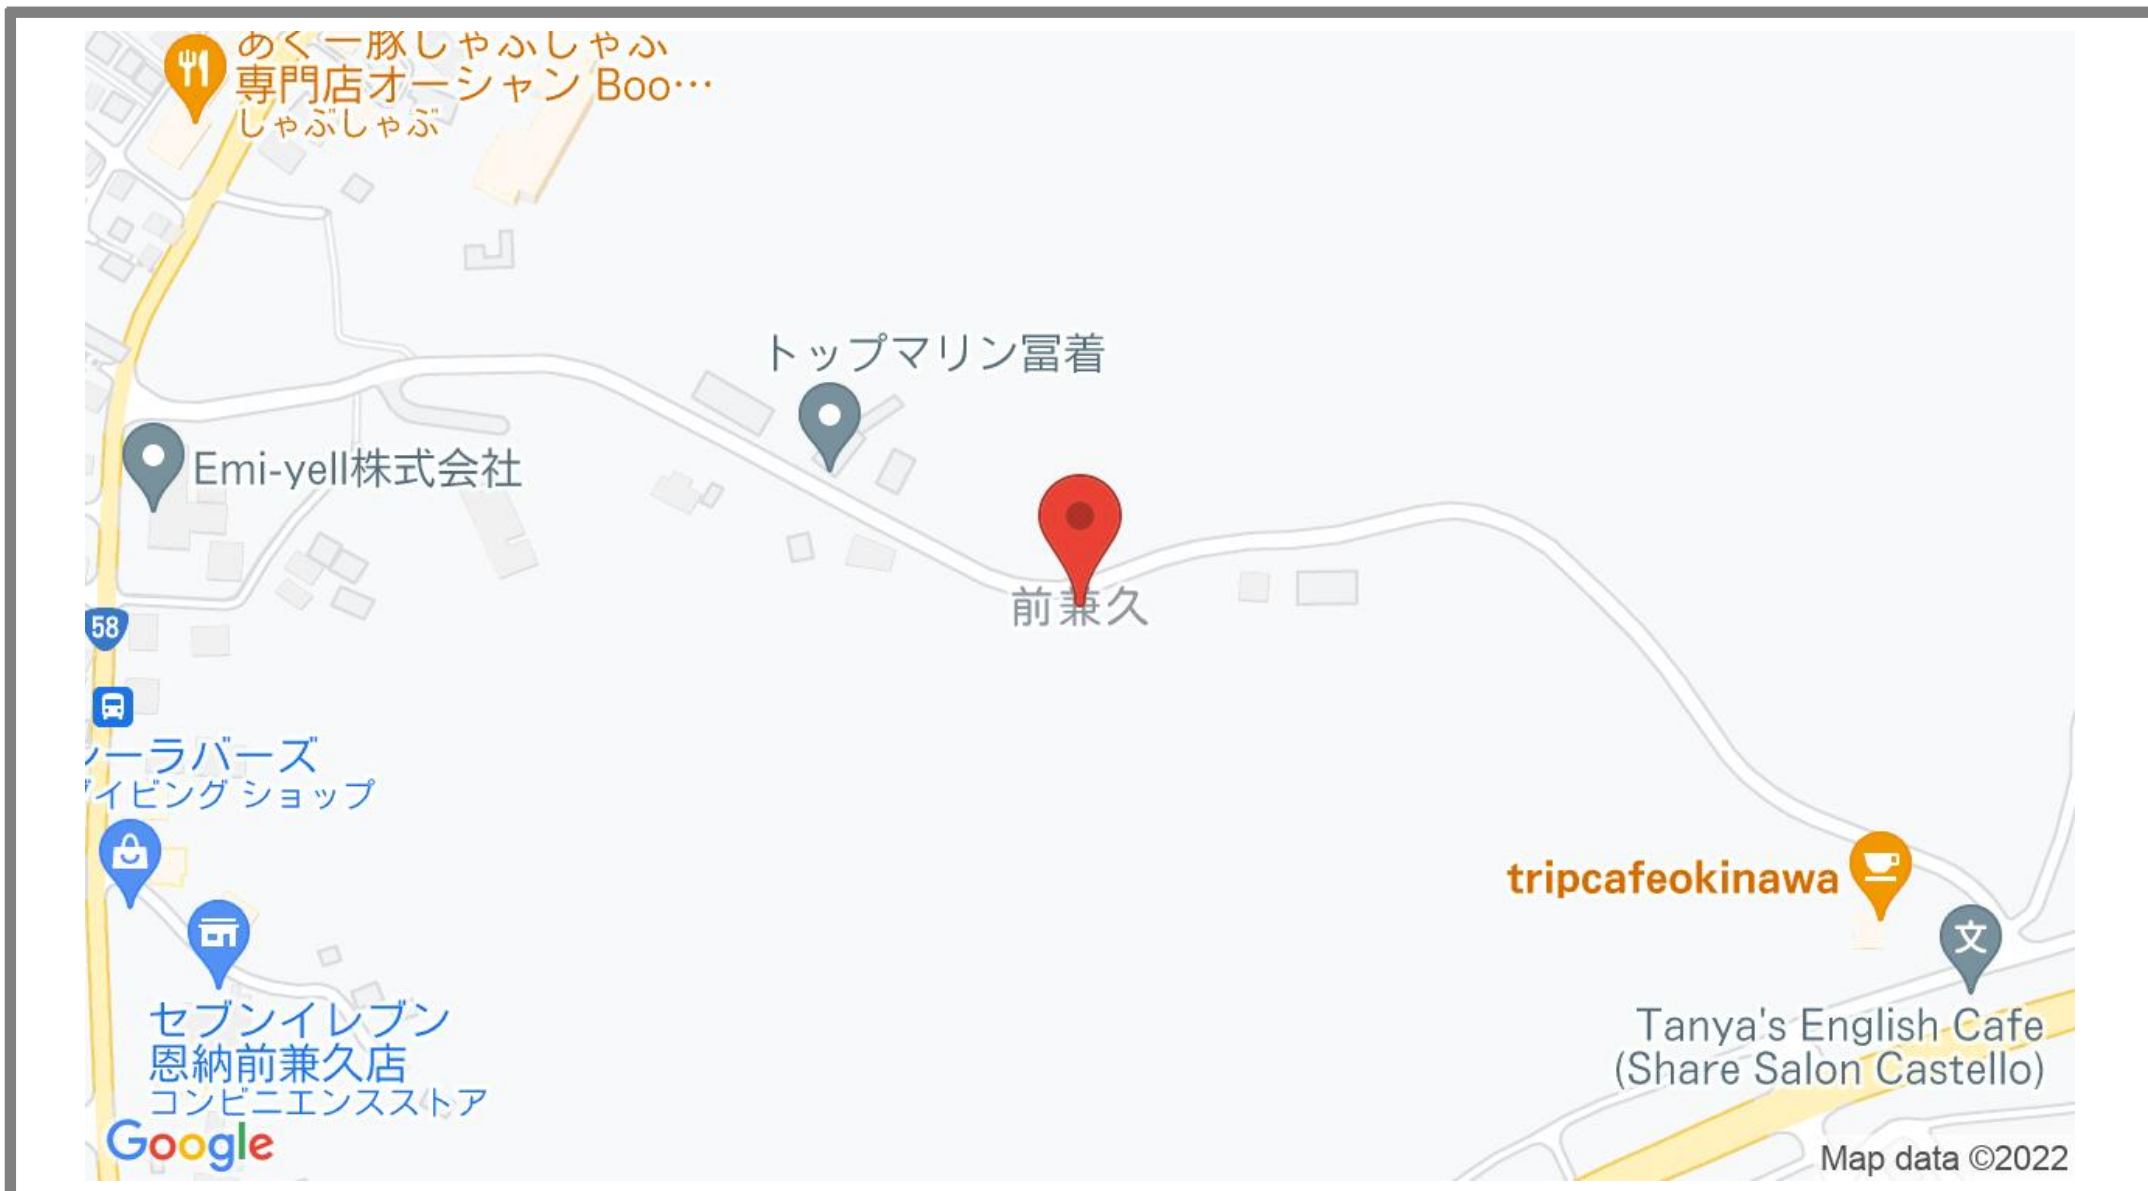 あぐー豚しゃぶしゃぶ
専門店オーシャン Boo…
しゃぶしゃぶ
トップマリン冨着
Emi-yell株式会社
前兼久
58
シーラバーズ
ダイビング ショップ
tripcafeokinawa
文
セブンイレブン
恩納前兼久店
コンビニエンスストア
Tanya's English Cafe
(Share Salon Castello)
Google
Map data ©2022